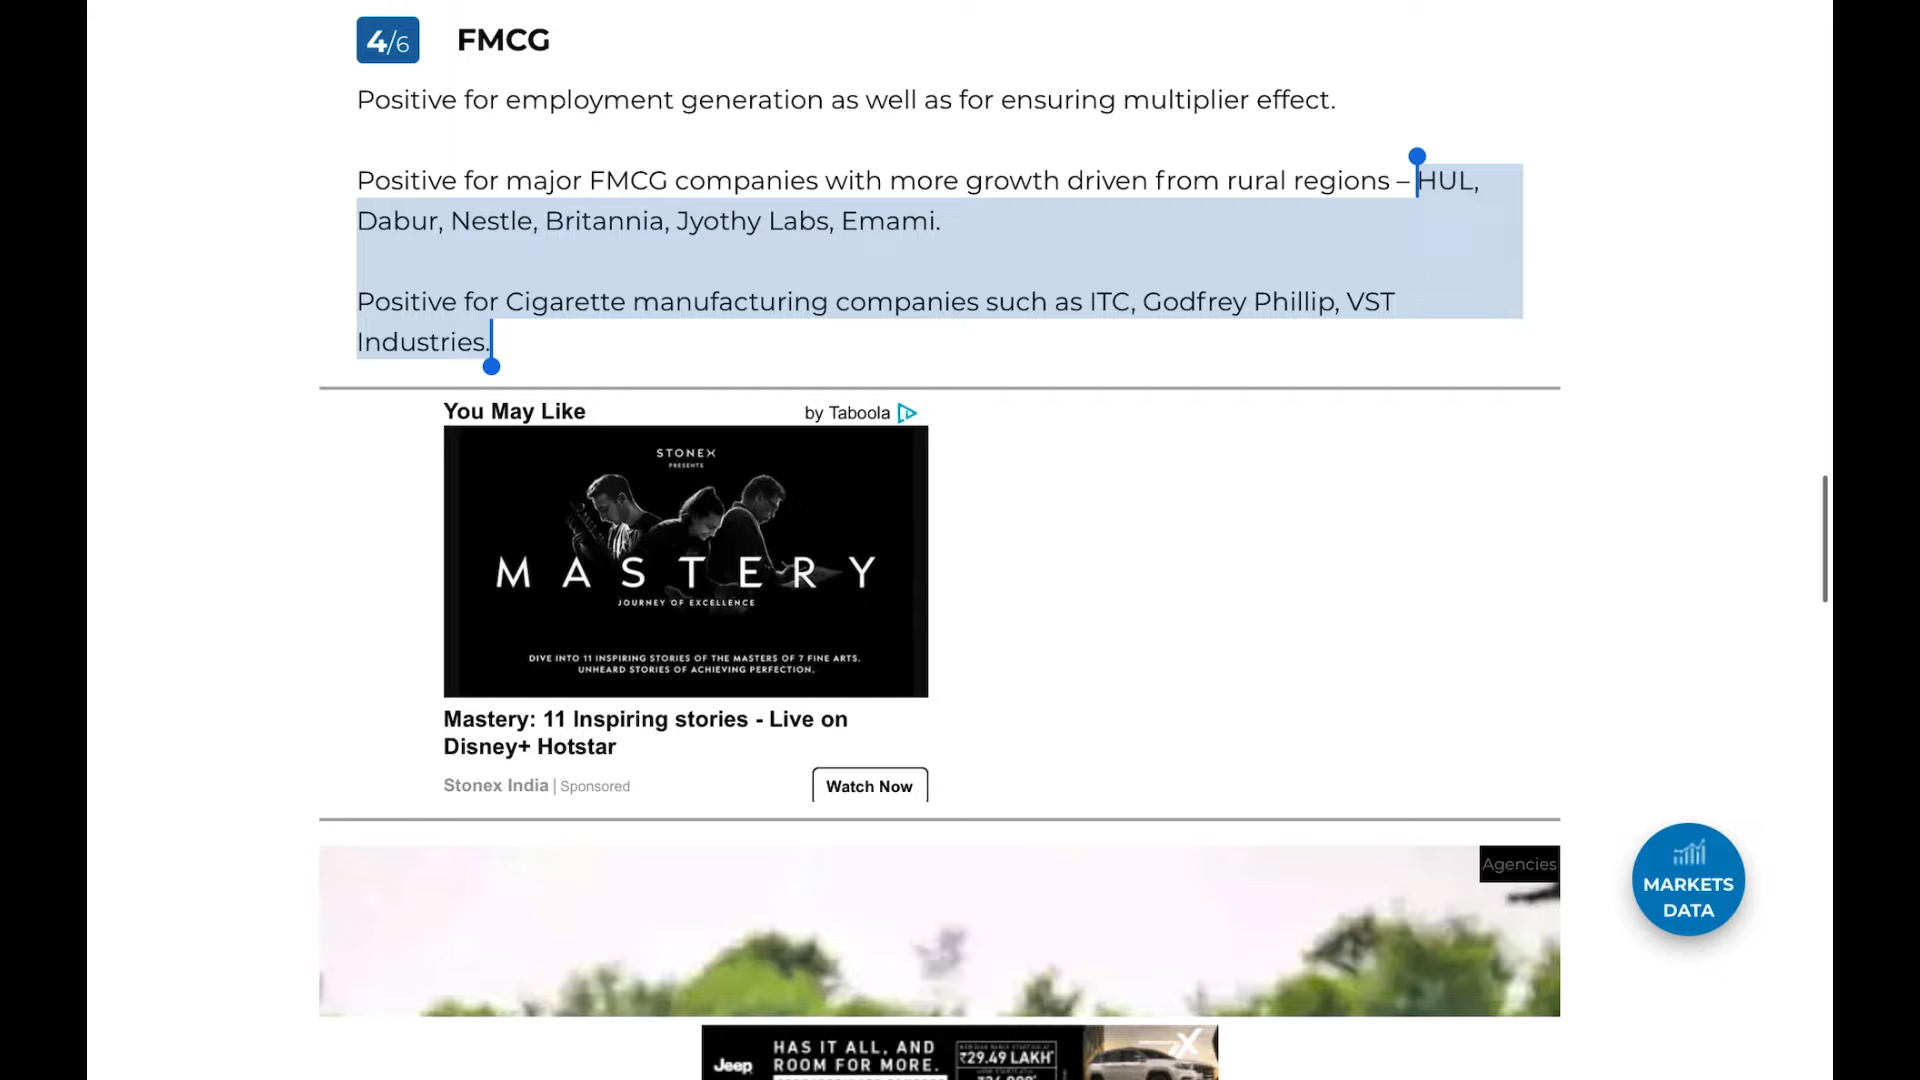 4/6 FMCG
Positive for employment generation as well as for ensuring multiplier effect.
Positive for major FMCG companies with more growth driven from rural regions – HUL,
Dabur, Nestle, Britannia, Jyothy Labs, Emami.
Positive for Cigarette manufacturing companies such as ITC, Godfrey Phillip, VST
Industries.
You May Like by Taboola
STONEX
PRESENTS
MASTERY
JOURNEY OF EXCELLENCE
DIVE INTO 11 INSPIRING STORIES OF THE MASTERS OF 7 FINE ARTS.
UNHEARD STORIES OF ACHIEVING PERFECTION.
Mastery: 11 Inspiring stories - Live on
Disney+ Hotstar
Stonex India | Sponsored
Watch Now
Agencies
MARKETS
DATA
Jeep
HAS IT ALL, AND
ROOM FOR MORE.
₹29.49 LAKH*